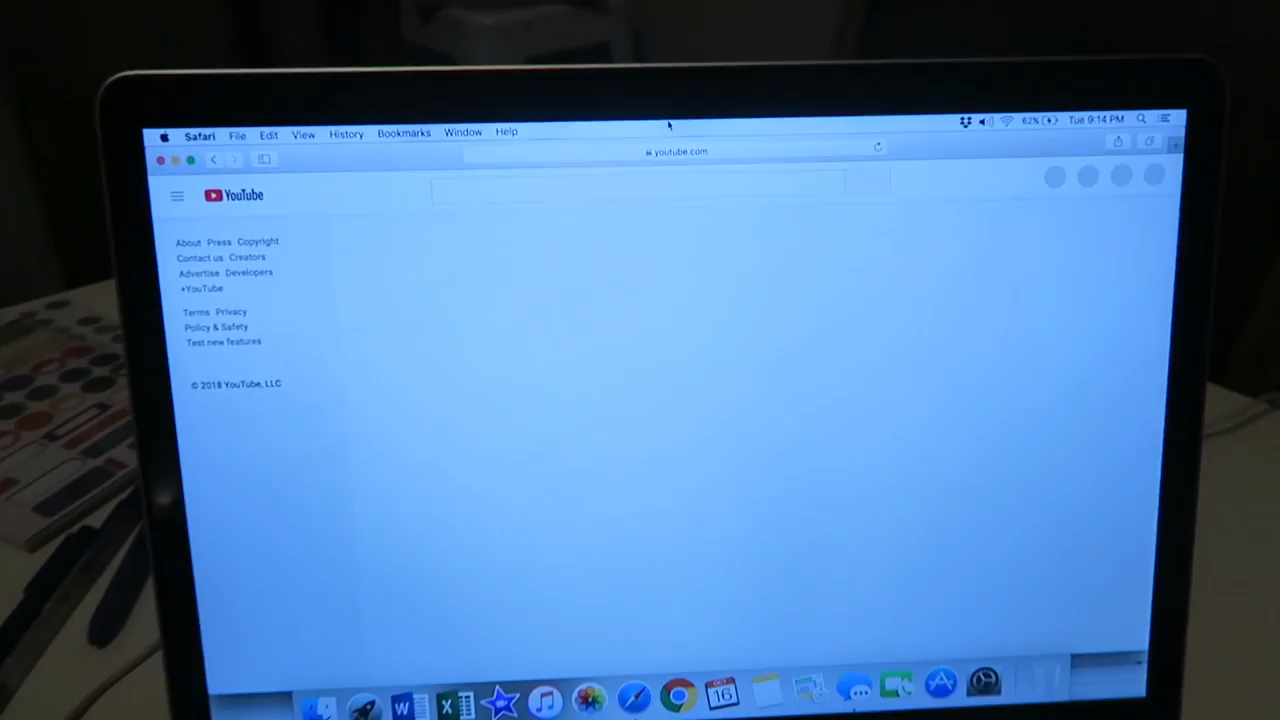 Safari File Edit View History Bookmarks Window Help 62% Tue 9:14 PM
youtube.com
YouTube
About Press Copyright
Contact us Creators
Advertise Developers
+YouTube
Terms Privacy
Policy & Safety
Test new features
© 2018 YouTube, LLC
W X OCT
16